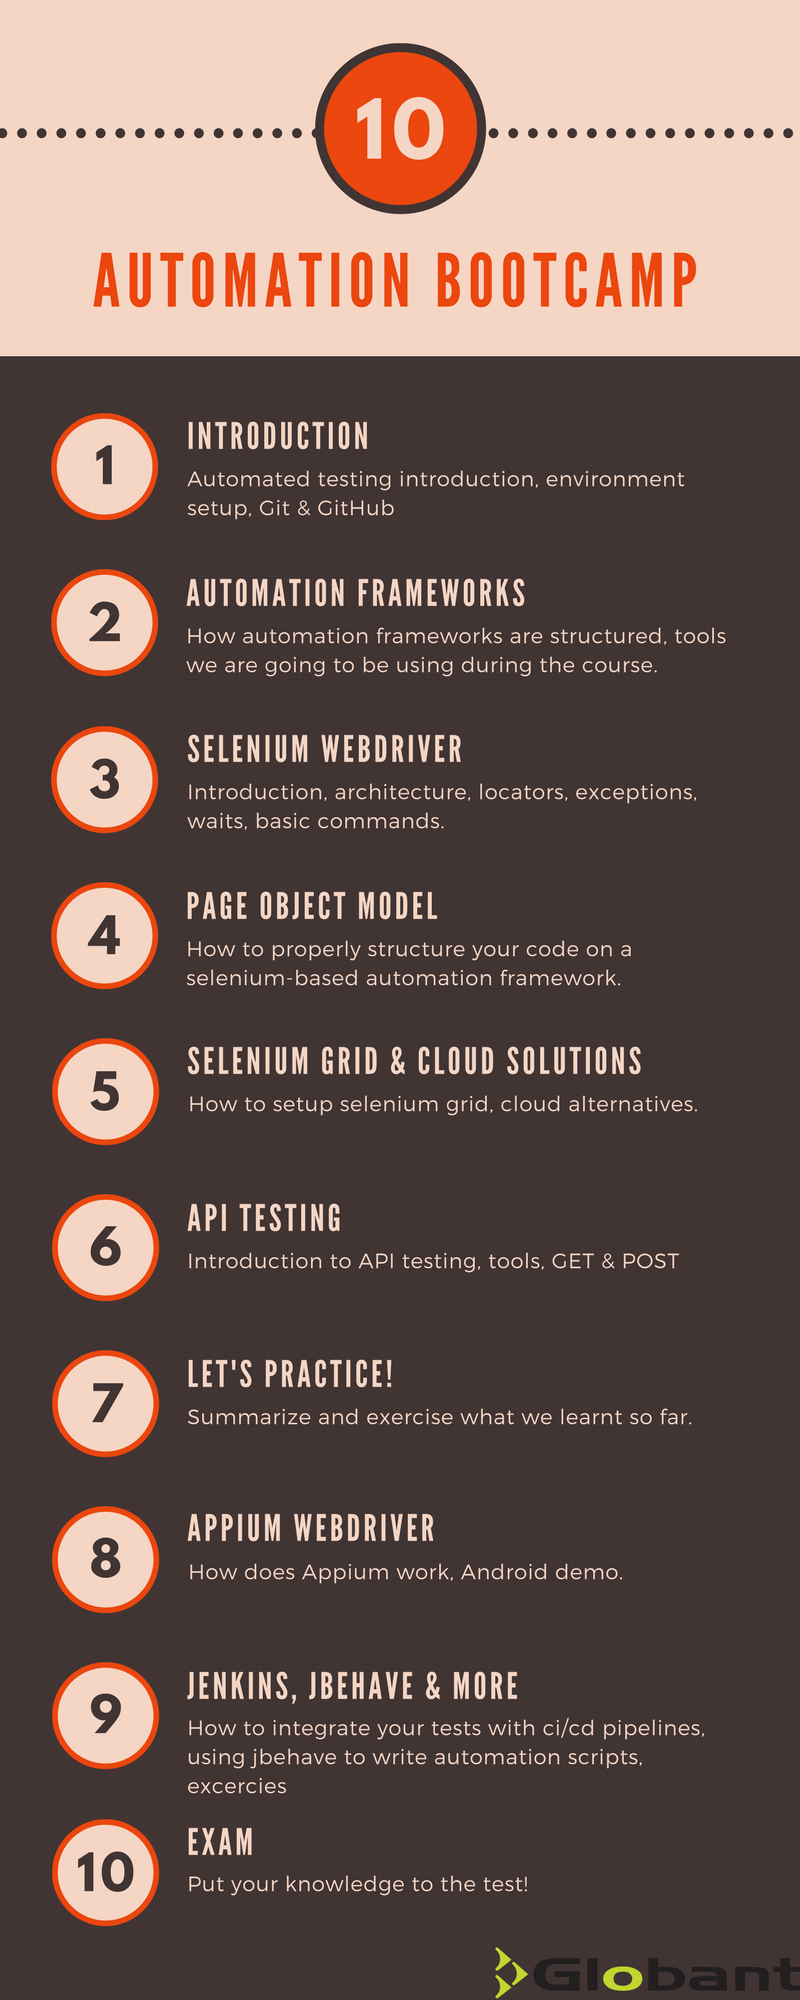 10
AUTOMATION BOOTCAMP
1
INTRODUCTION
Automated testing introduction, environment
setup, Git & GitHub
2
AUTOMATION FRAMEWORKS
How automation frameworks are structured, tools
we are going to be using during the course.
3
SELENIUM WEBDRIVER
Introduction, architecture, locators, exceptions,
waits, basic commands.
4
PAGE OBJECT MODEL
How to properly structure your code on a
selenium-based automation framework.
5
SELENIUM GRID & CLOUD SOLUTIONS
How to setup selenium grid, cloud alternatives.
6
API TESTING
Introduction to API testing, tools, GET & POST
7
LET'S PRACTICE!
Summarize and exercise what we learnt so far.
8
APPIUM WEBDRIVER
How does Appium work, Android demo.
9
JENKINS, JBEHAVE & MORE
How to integrate your tests with ci/cd pipelines,
using jbehave to write automation scripts,
excercies
10
EXAM
Put your knowledge to the test!
Globant